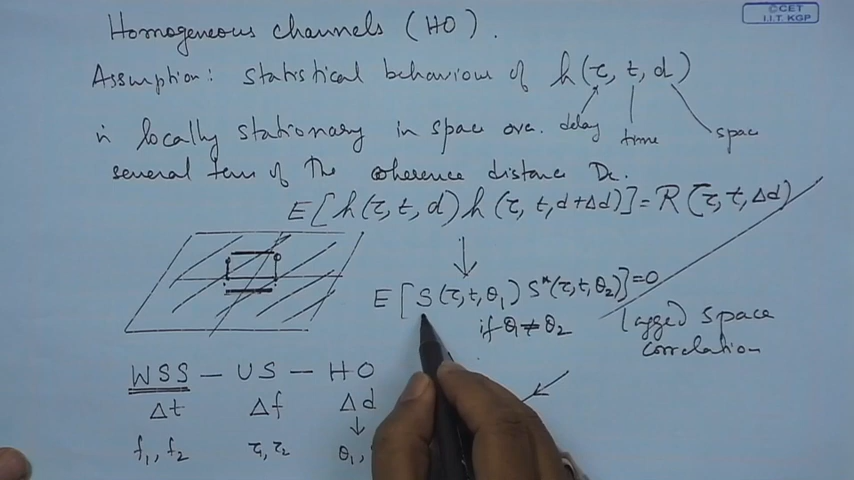 ©CET
I.I.T. KGP
Homogeneous channels (HO).
Assumption: statistical behaviour of h(τ, t, d)
in locally stationary in space ove. delay time space
several tens of the coherence distance Dc.
E[h(τ, t, d) h(τ, t, d+Δd)] = R(τ, t, Δd)
E[S(τ, t, θ₁) S*(τ, t, θ₂)] = 0
if θ₁ ≠ θ₂
lagged space
correlation
WSS — US — HO
Δt Δf Δd
f₁, f₂ τ₁, τ₂ θ₁,